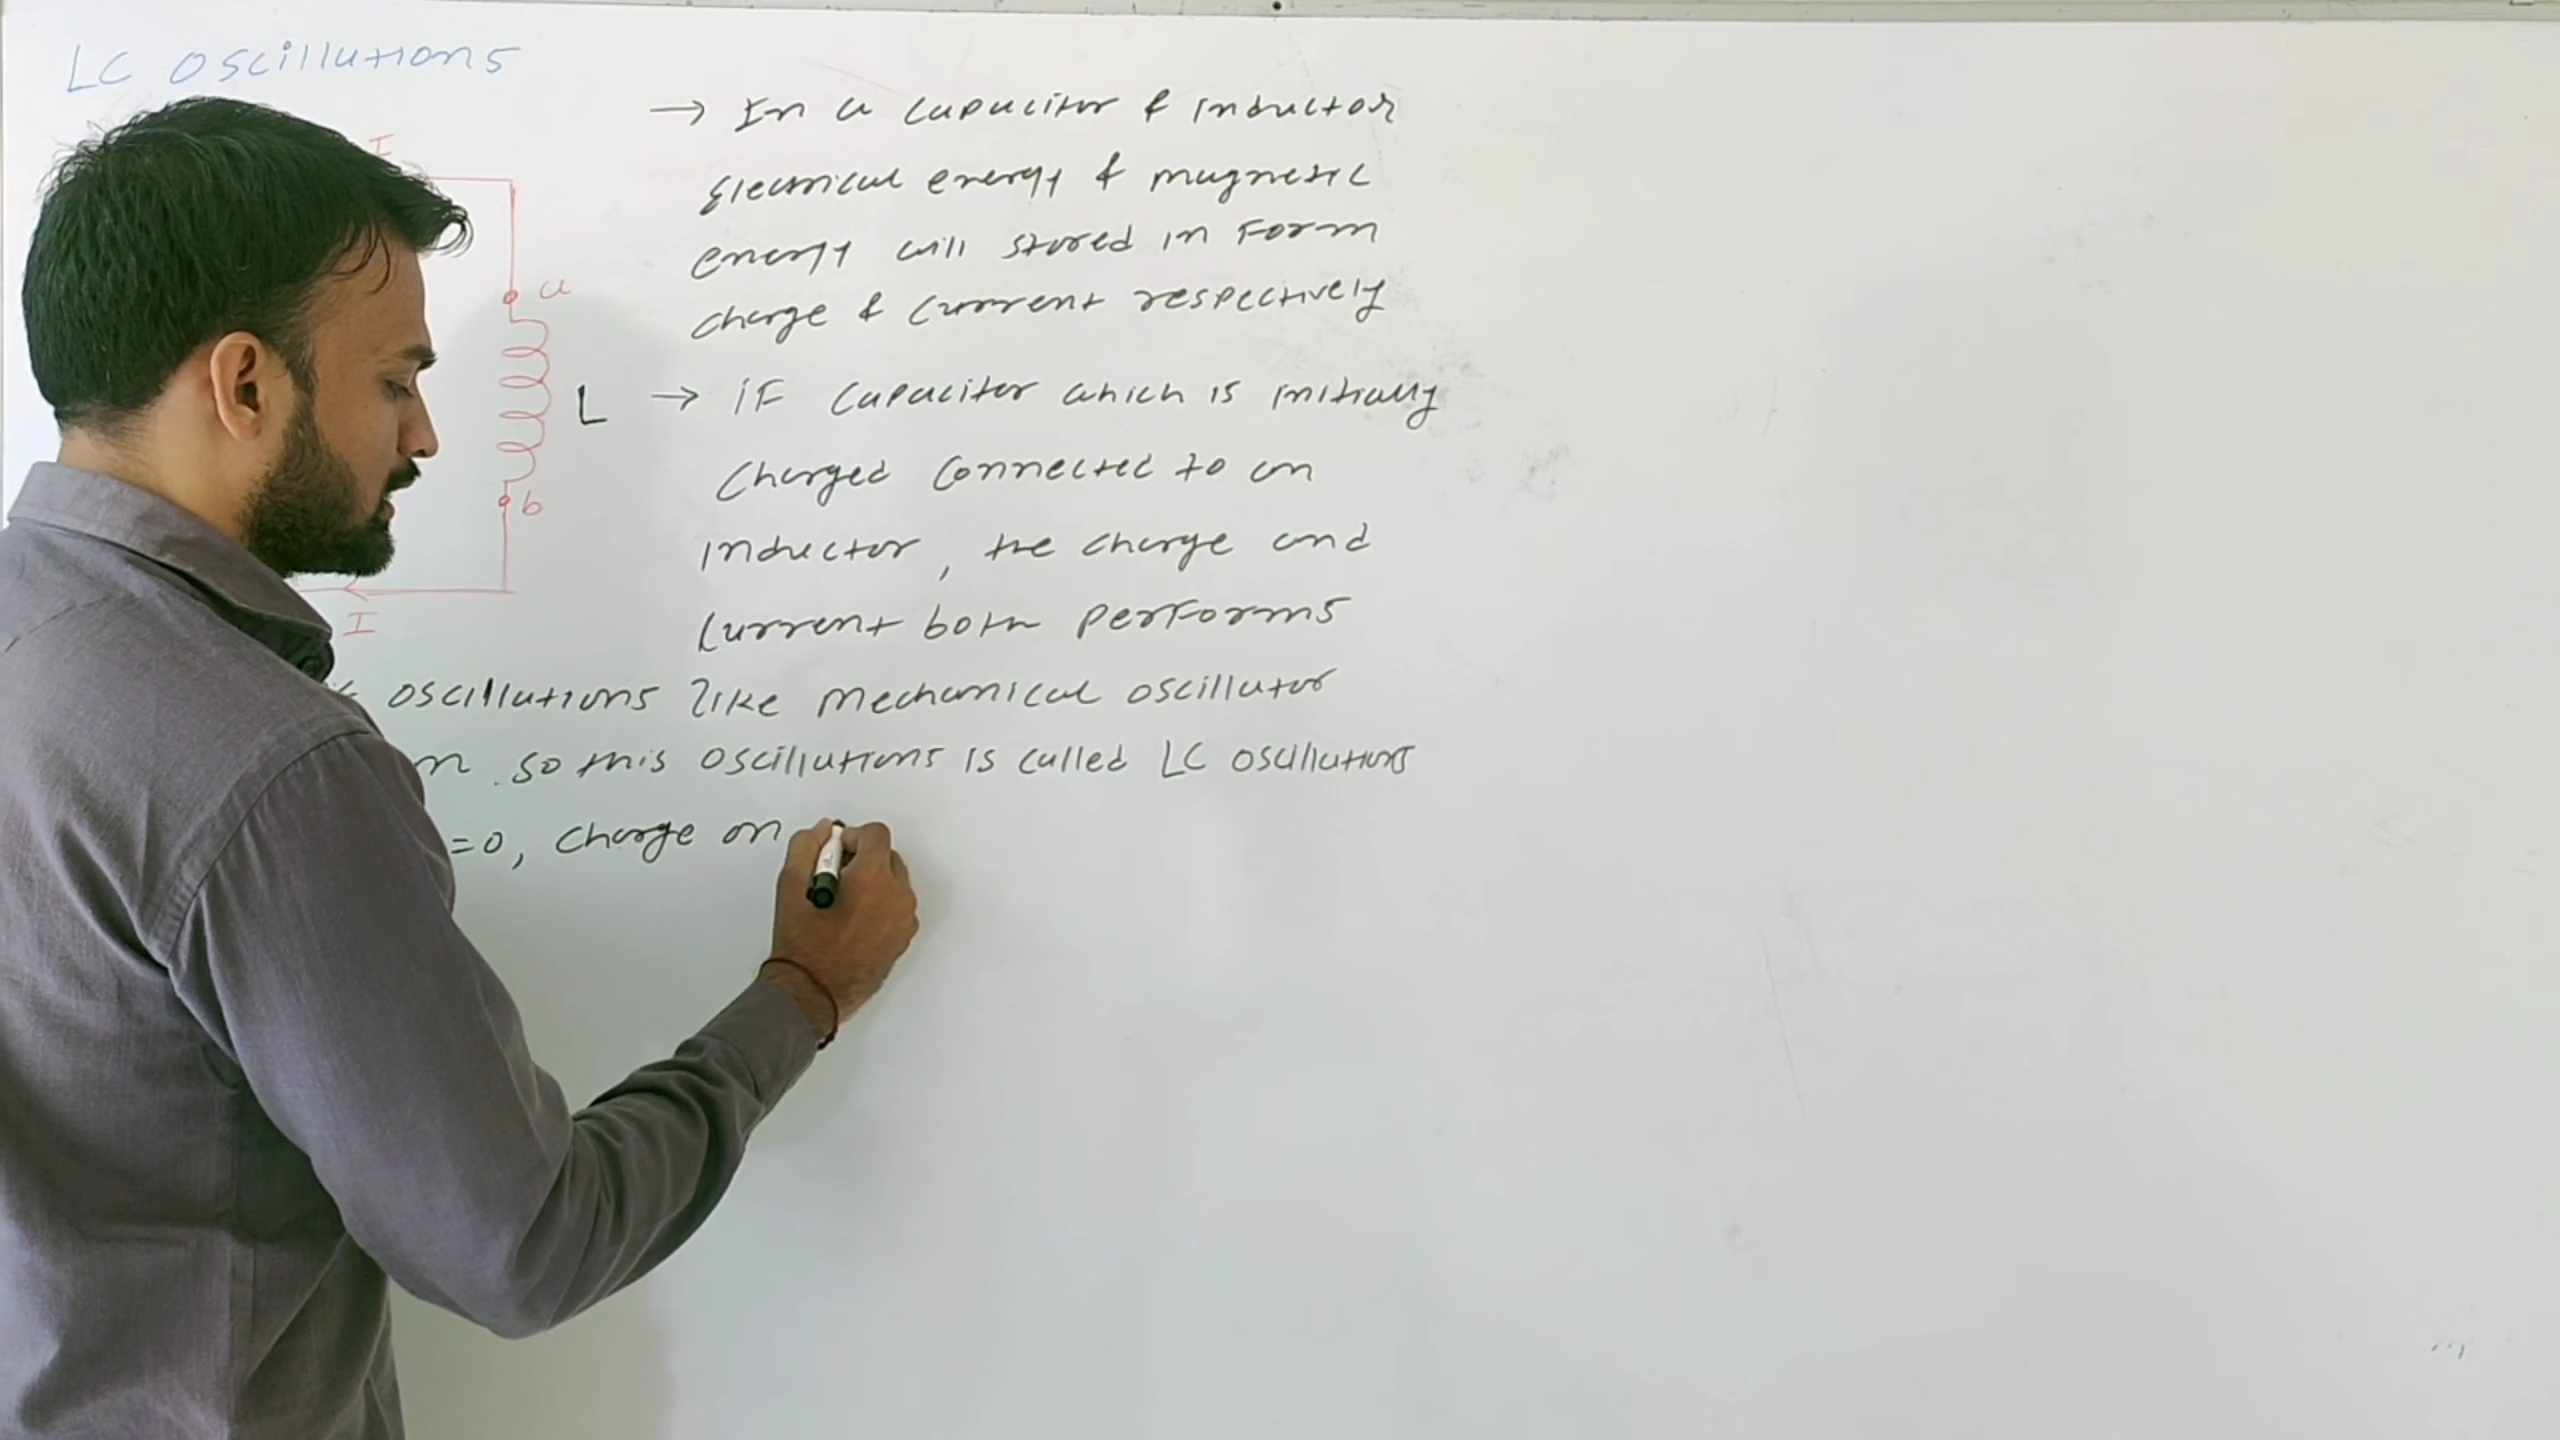 LC Oscillations
I
a
L
b
I
→ In a capacitor & inductor
Electrical energy & magnetic
energy will stored in form
charge & current respectively
→ if capacitor which is initially
charged connected to an
inductor, the charge and
current both performs
oscillations like mechanical oscillator
so this oscillations is called LC oscillations
=0, charge on